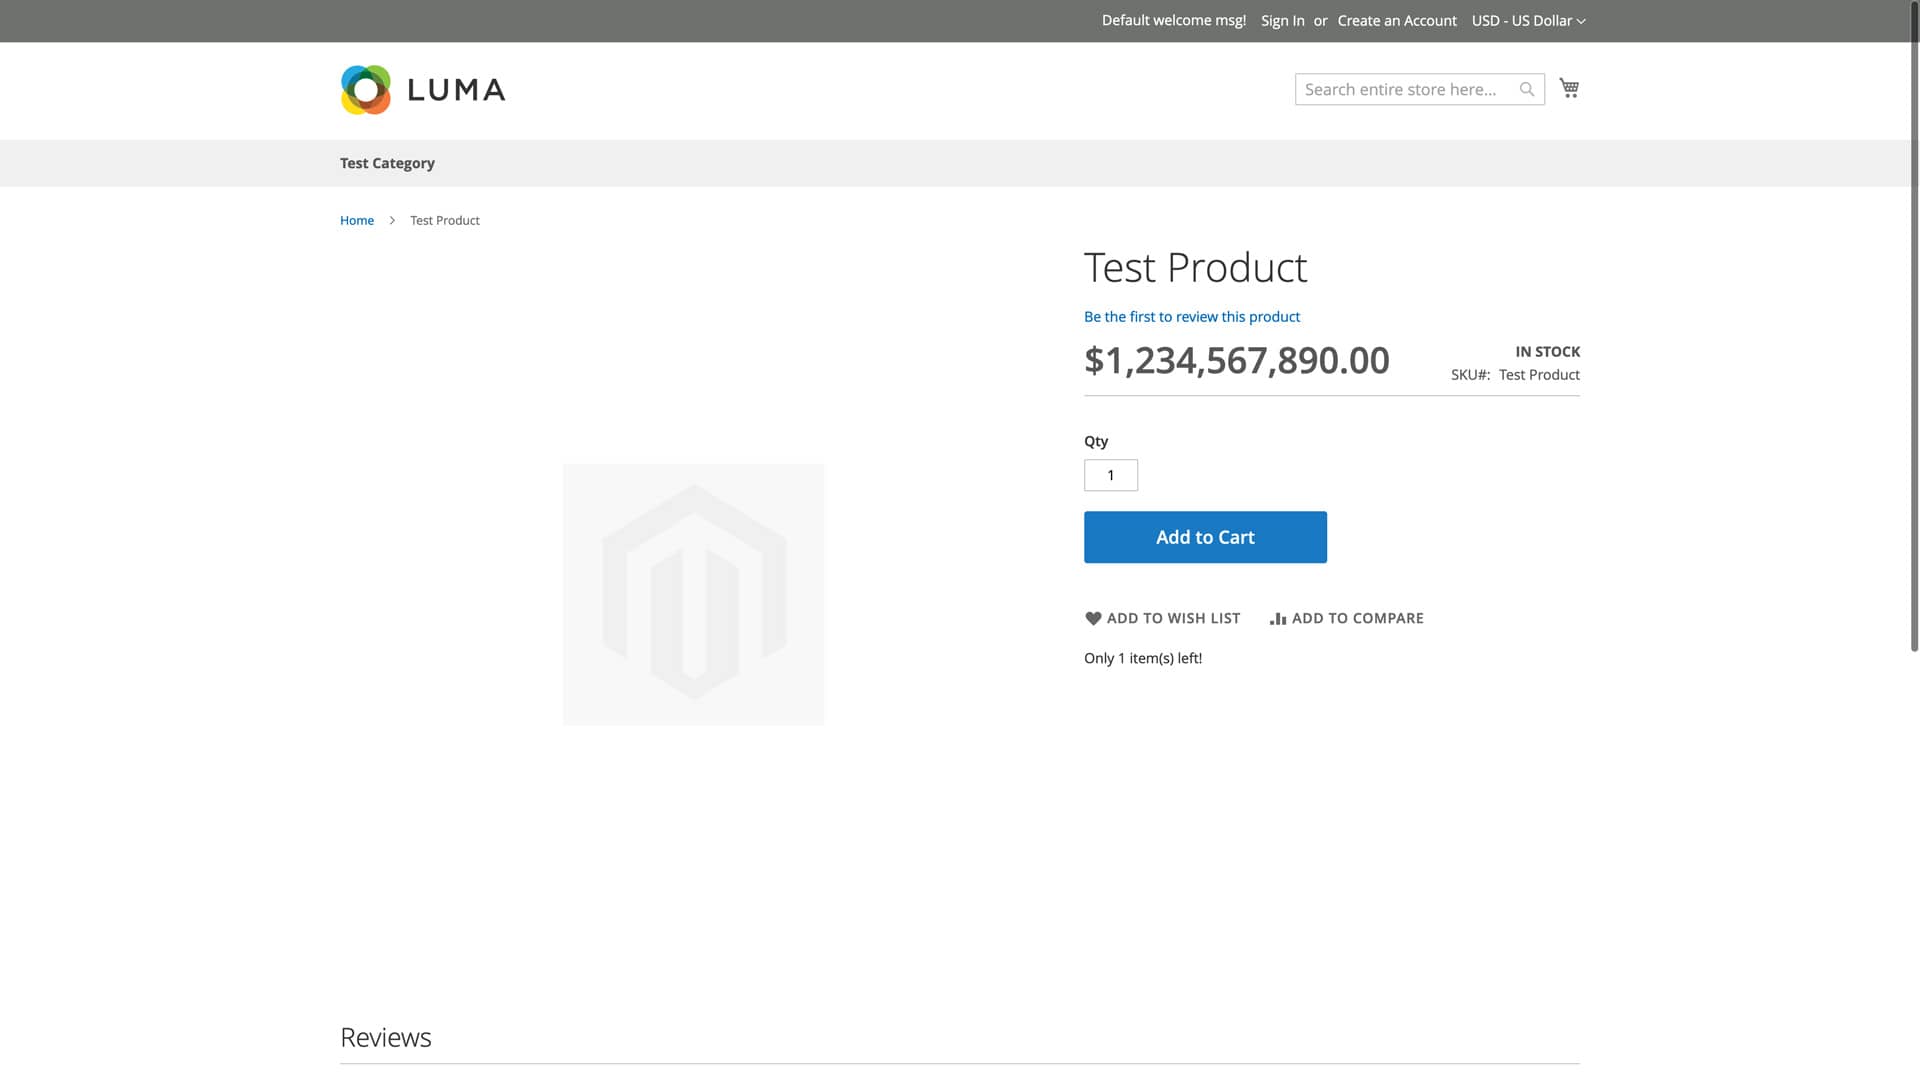 Default welcome msg! Sign In or Create an Account USD - US Dollar
LUMA
Search entire store here...
Test Category
Home Test Product
Test Product
Be the first to review this product
$1,234,567,890.00
IN STOCK
SKU#: Test Product
Qty
1
Add to Cart
ADD TO WISH LIST ADD TO COMPARE
Only 1 item(s) left!
Reviews